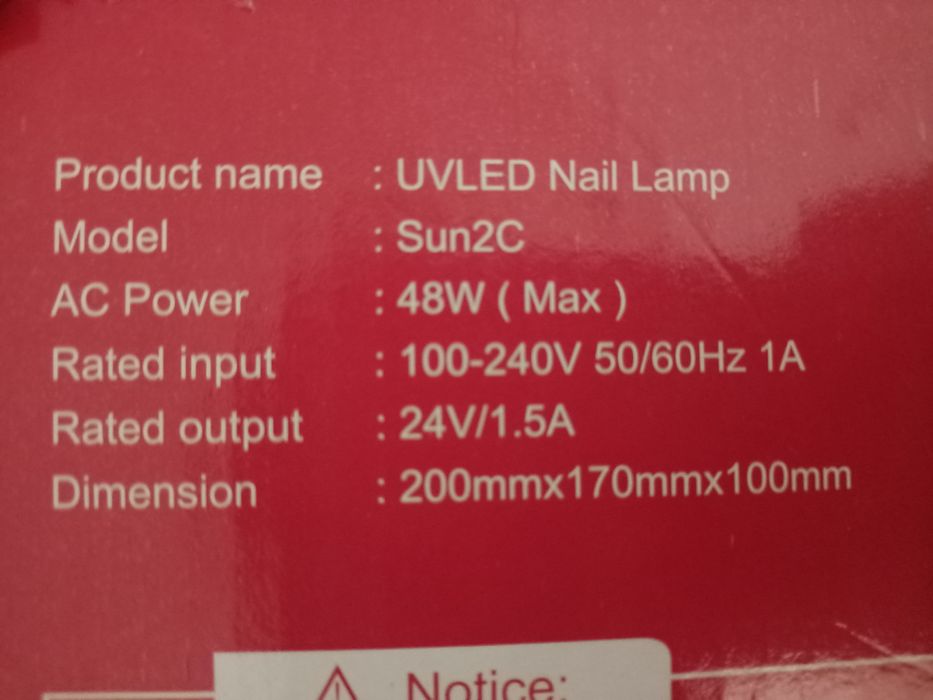 Product name : UVLED Nail Lamp
Model : Sun2C
AC Power : 48W ( Max )
Rated input : 100-240V 50/60Hz 1A
Rated output : 24V/1.5A
Dimension : 200mmx170mmx100mm
Notice: